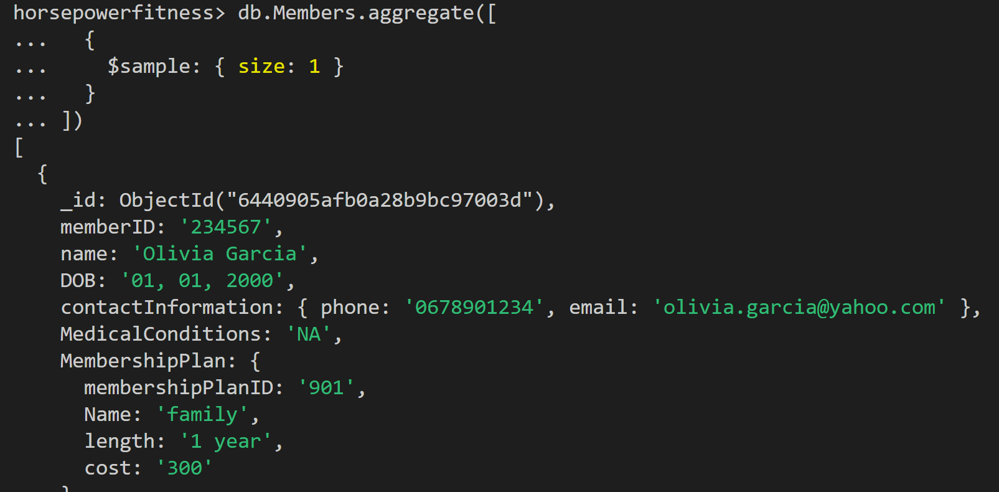 horsepowerfitness> db.Members.aggregate([
...   {
...     $sample: { size: 1 }
...   }
... ])
[
  {
    _id: ObjectId("6440905afb0a28b9bc97003d"),
    memberID: '234567',
    name: 'Olivia Garcia',
    DOB: '01, 01, 2000',
    contactInformation: { phone: '0678901234', email: 'olivia.garcia@yahoo.com' },
    MedicalConditions: 'NA',
    MembershipPlan: {
      membershipPlanID: '901',
      Name: 'family',
      length: '1 year',
      cost: '300'
    }